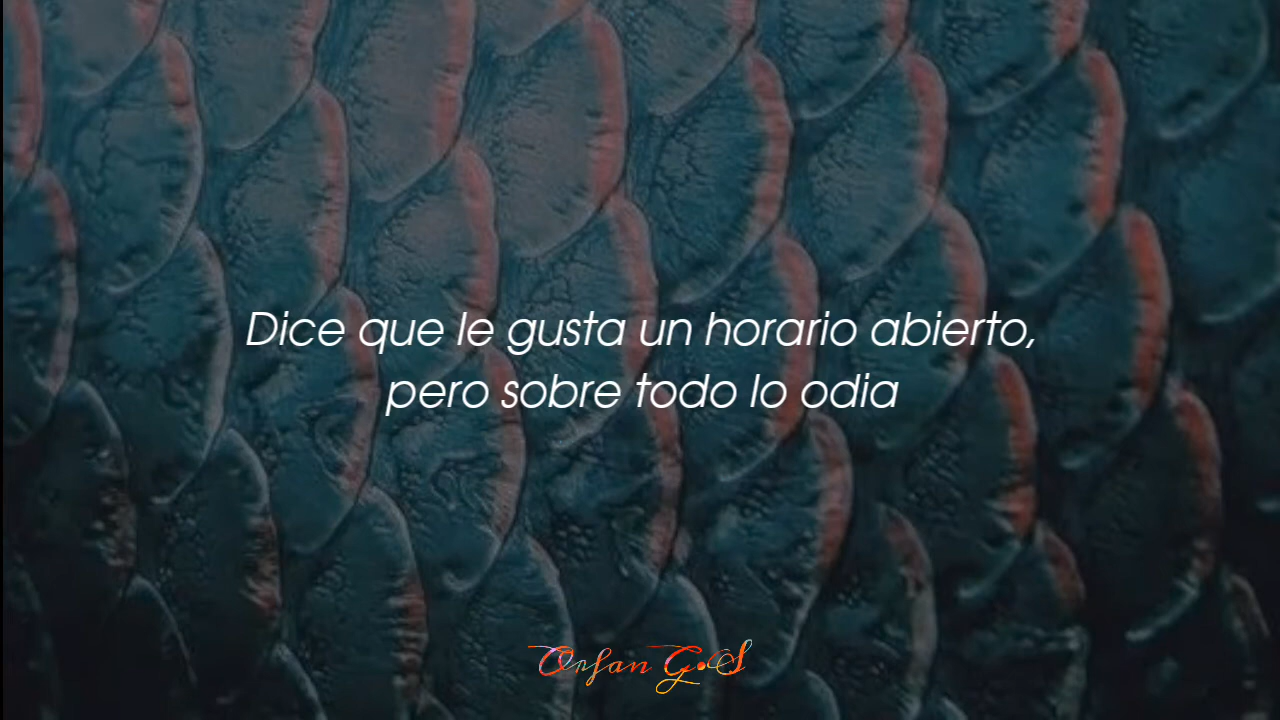 Dice que le gusta un horario abierto,
pero sobre todo lo odia
Orfan G.S